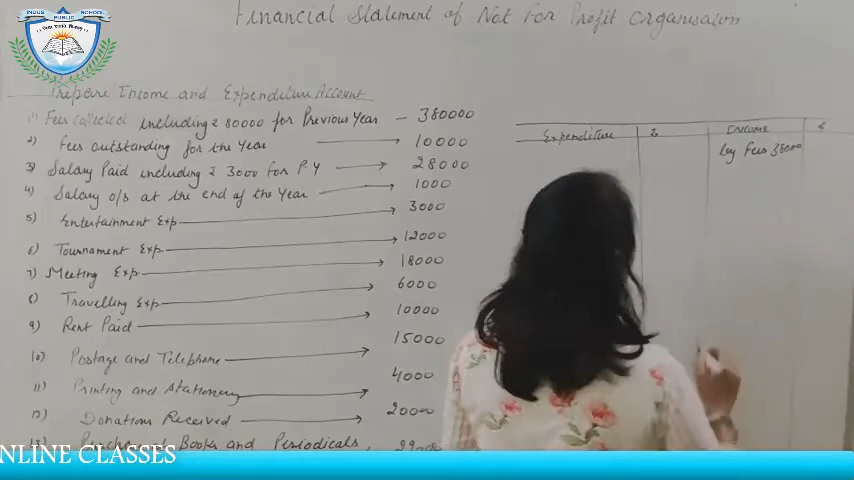 INDUS PUBLIC SCHOOL
Financial Statement of Not For Profit Organisation
Prepare Income and Expenditure Account
1) Fees collected including ₹ 80000 for Previous Year - 380000
2) Fees outstanding for the Year 10000
3) Salary Paid including ₹ 3000 for P.Y 28000
4) Salary o/s at the end of the Year 1000
5) Entertainment Exp 3000
6) Tournament Exp. 12000
7) Meeting Exp 18000
8) Travelling Exp 6000
9) Rent Paid 10000
10) Postage and Telephone 15000
11) Printing and Stationery 4000
12) Donations Received 20000
13) Books and Periodicals
Expenditure ₹ Income ₹
by Fees 38000
NLINE CLASSES